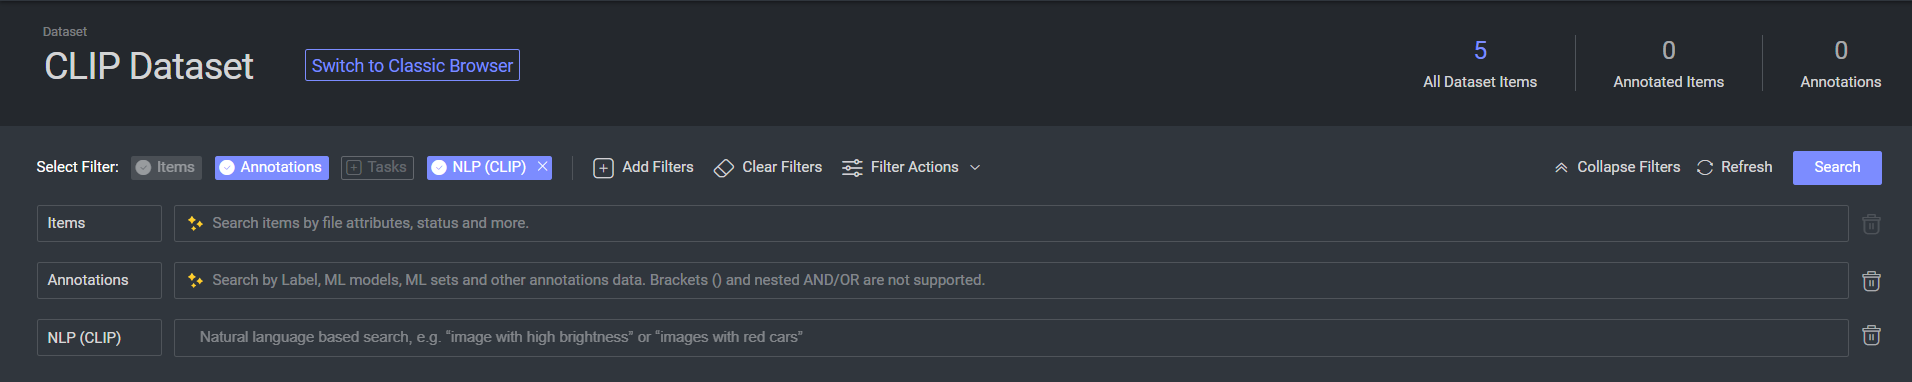 Dataset
CLIP Dataset
Switch to Classic Browser
5
All Dataset Items
0
Annotated Items
0
Annotations
Select Filter:
Items
Annotations
Tasks
NLP (CLIP)
Add Filters
Clear Filters
Filter Actions
Collapse Filters
Refresh
Search
Items
Search items by file attributes, status and more.
Annotations
Search by Label, ML models, ML sets and other annotations data. Brackets () and nested AND/OR are not supported.
NLP (CLIP)
Natural language based search, e.g. “image with high brightness” or “images with red cars”